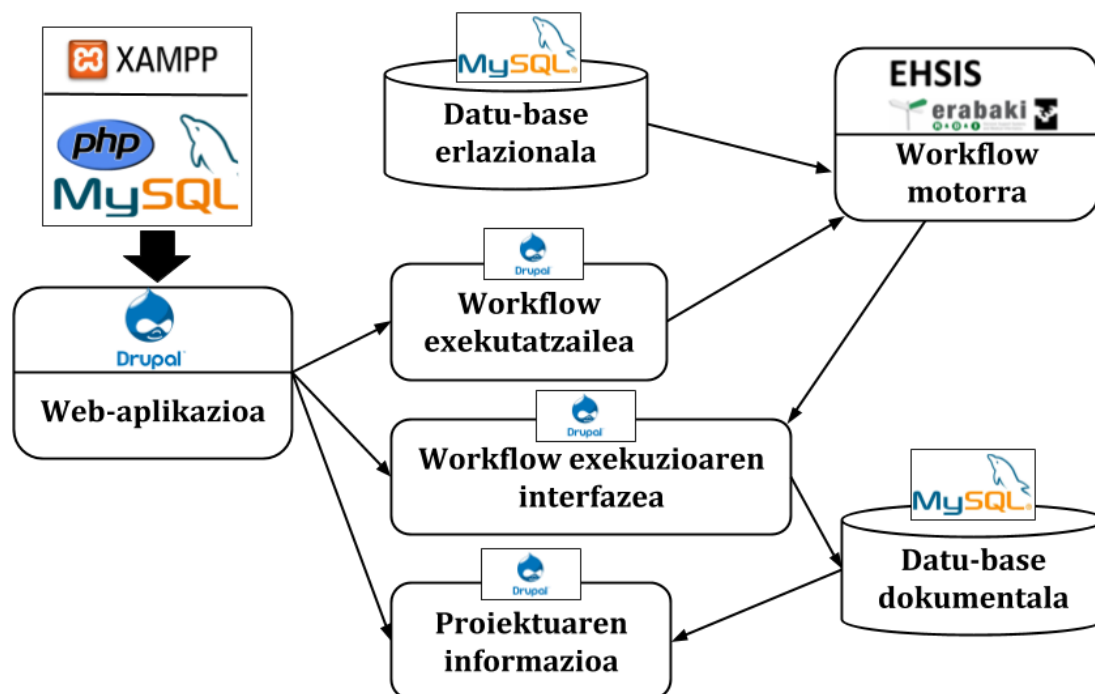 XAMPP
php
MySQL
MySQL®
Datu-base
erlazionala
EHSIS
erabaki
Workflow
motorra
Drupal
Web-aplikazioa
Drupal
Workflow
exekutatzailea
Drupal
Workflow exekuzioaren
interfazea
MySQL®
Datu-base
dokumentala
Drupal
Proiektuaren
informazioa